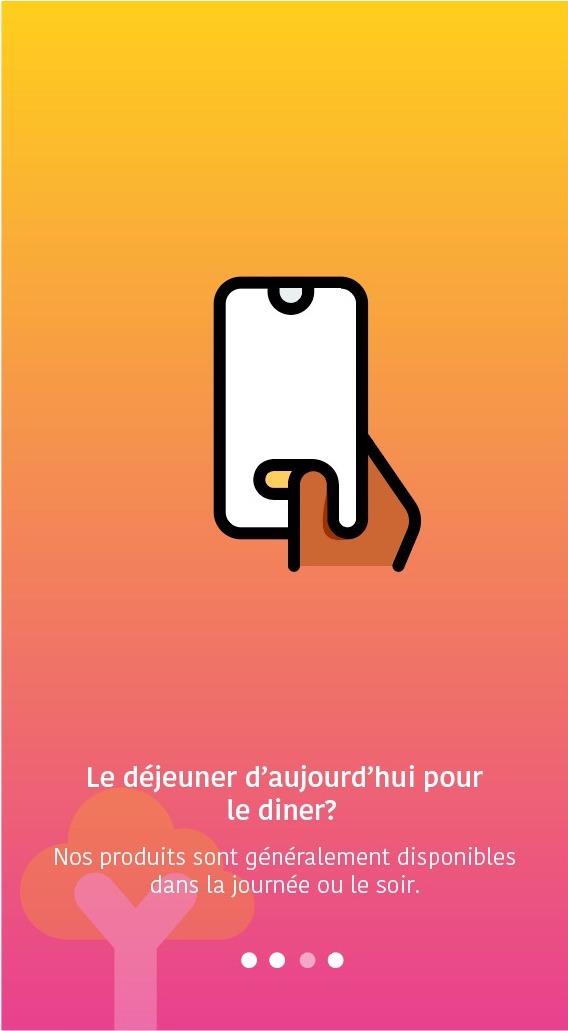 Le déjeuner d’aujourd’hui pour
le diner?
Nos produits sont généralement disponibles
dans la journée ou le soir.